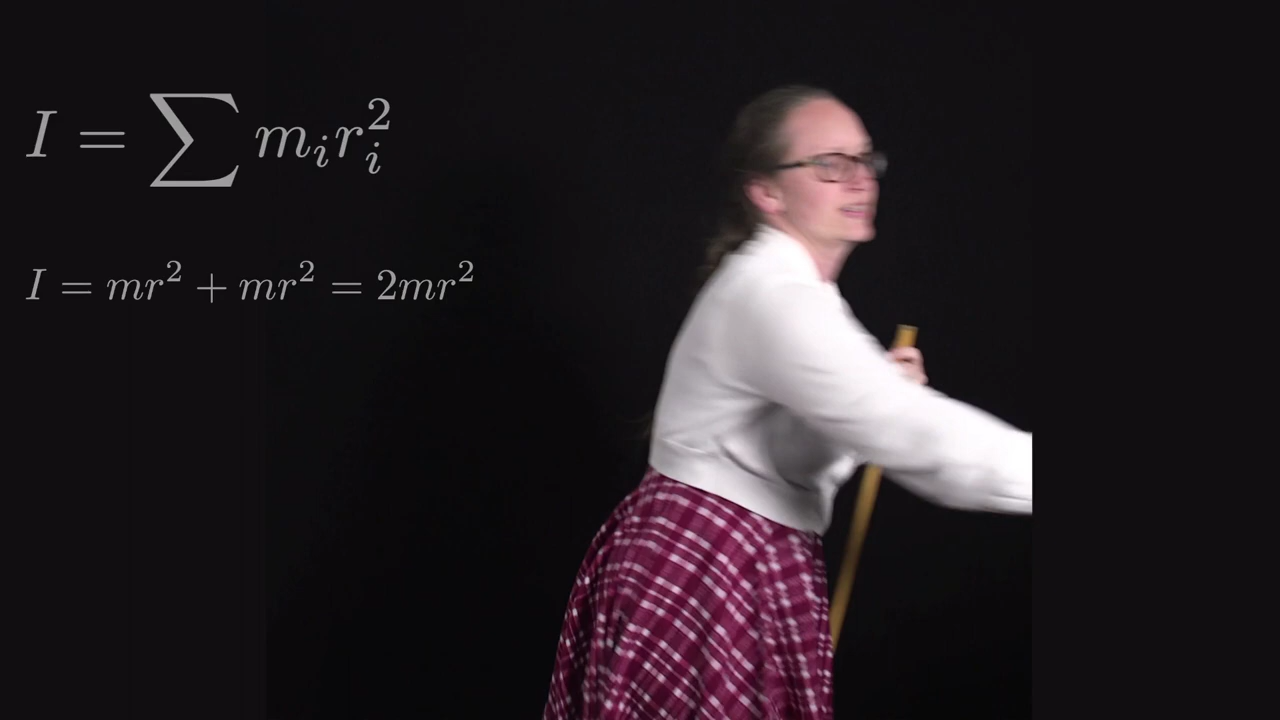 I = ∑ mᵢrᵢ²
I = mr² + mr² = 2mr²